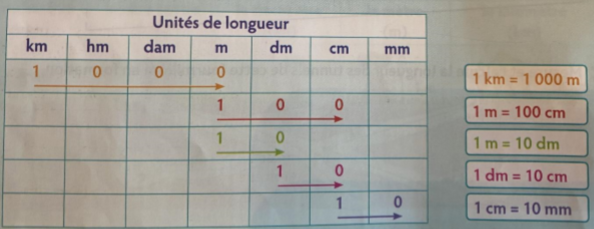 Unités de longueur
km hm dam m dm cm mm
1 0 0 0
1 km = 1 000 m
1 0 0
1 m = 100 cm
1 0
1 m = 10 dm
1 0
1 dm = 10 cm
1 0
1 cm = 10 mm